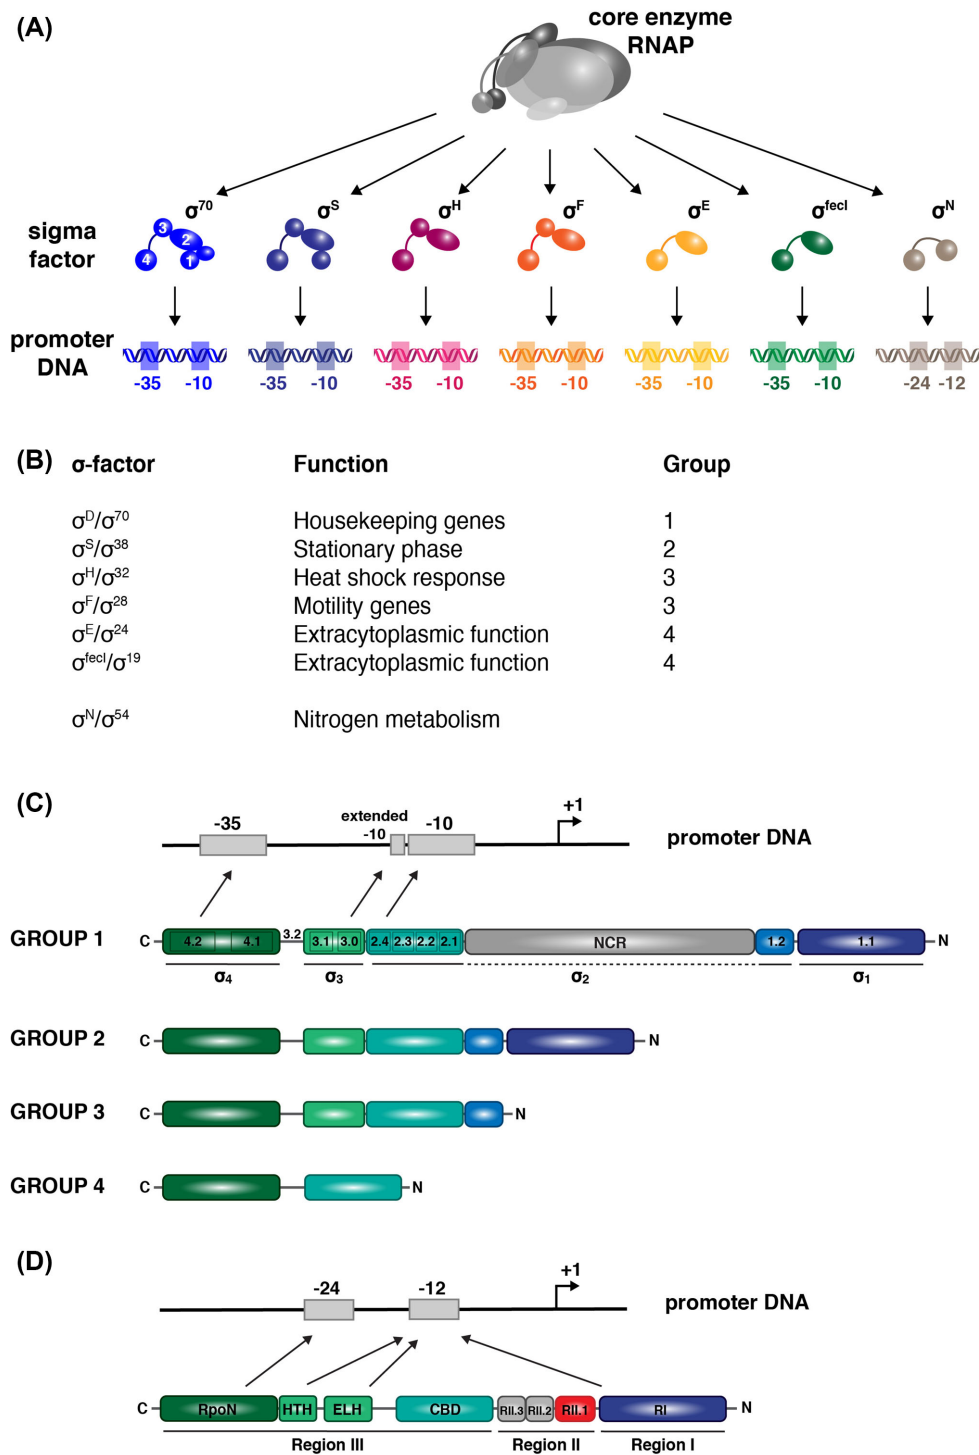 (A)
core enzyme
RNAP
sigma
factor
σ⁷⁰ σˢ σᴴ σᶠ σᴱ σᶠᵉᶜᴵ σᴺ
3
2
4
1
promoter
DNA
-35 -10 -35 -10 -35 -10 -35 -10 -35 -10 -35 -10 -24 -12
(B) σ-factor Function Group
σᴰ/σ⁷⁰ Housekeeping genes 1
σˢ/σ³⁸ Stationary phase 2
σᴴ/σ³² Heat shock response 3
σᶠ/σ²⁸ Motility genes 3
σᴱ/σ²⁴ Extracytoplasmic function 4
σᶠᵉᶜᴵ/σ¹⁹ Extracytoplasmic function 4
σᴺ/σ⁵⁴ Nitrogen metabolism
(C)
-35 extended -10 -10 +1
promoter DNA
GROUP 1 C 4.2 4.1 3.2 3.1 3.0 2.4 2.3 2.2 2.1 NCR 1.2 1.1 N
σ₄ σ₃ σ₂ σ₁
GROUP 2 C N
GROUP 3 C N
GROUP 4 C N
(D)
-24 -12 +1
promoter DNA
C RpoN HTH ELH CBD RII.3 RII.2 RII.1 RI N
Region III Region II Region I